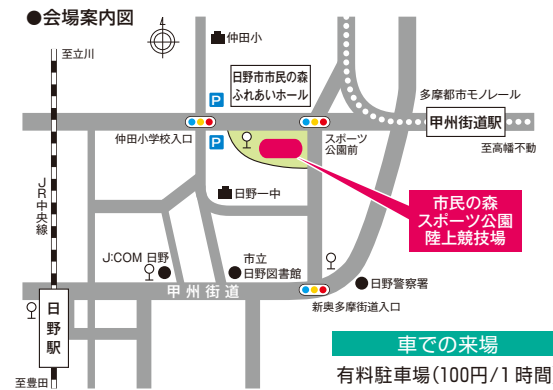 ●会場案内図
至立川
仲田小
日野市市民の森
ふれあいホール
P
多摩都市モノレール
甲州街道駅
至高幡不動
仲田小学校入口
P
スポーツ
公園前
JR中央線
日野一中
市民の森
スポーツ公園
陸上競技場
J:COM 日野
市立
日野図書館
日野警察署
甲州街道
新奥多摩街道入口
日野駅
至豊田
車での来場
有料駐車場(100円/1時間